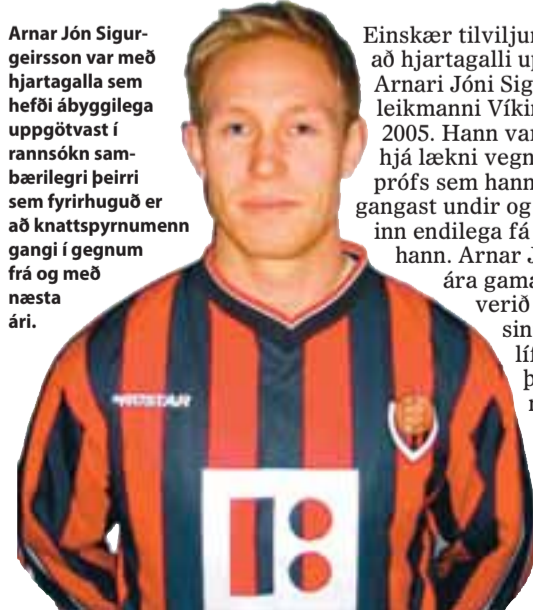 Arnar Jón Sigur-
geirsson var með
hjartagalla sem
hefði ábyggilega
uppgötvast í
rannsókn sam-
bærilegri þeirri
sem fyrirhuguð er
að knattspyrnumenn
gangi í gegnum
frá og með
næsta
ári.
Einskær tilviljun
að hjartagalli up
Arnari Jóni Sig
leikmanni Víkin
2005. Hann var
hjá lækni vegn
prófs sem hann
gangast undir og
inn endilega fá
hann. Arnar J
ára gama
verið
sin
líf